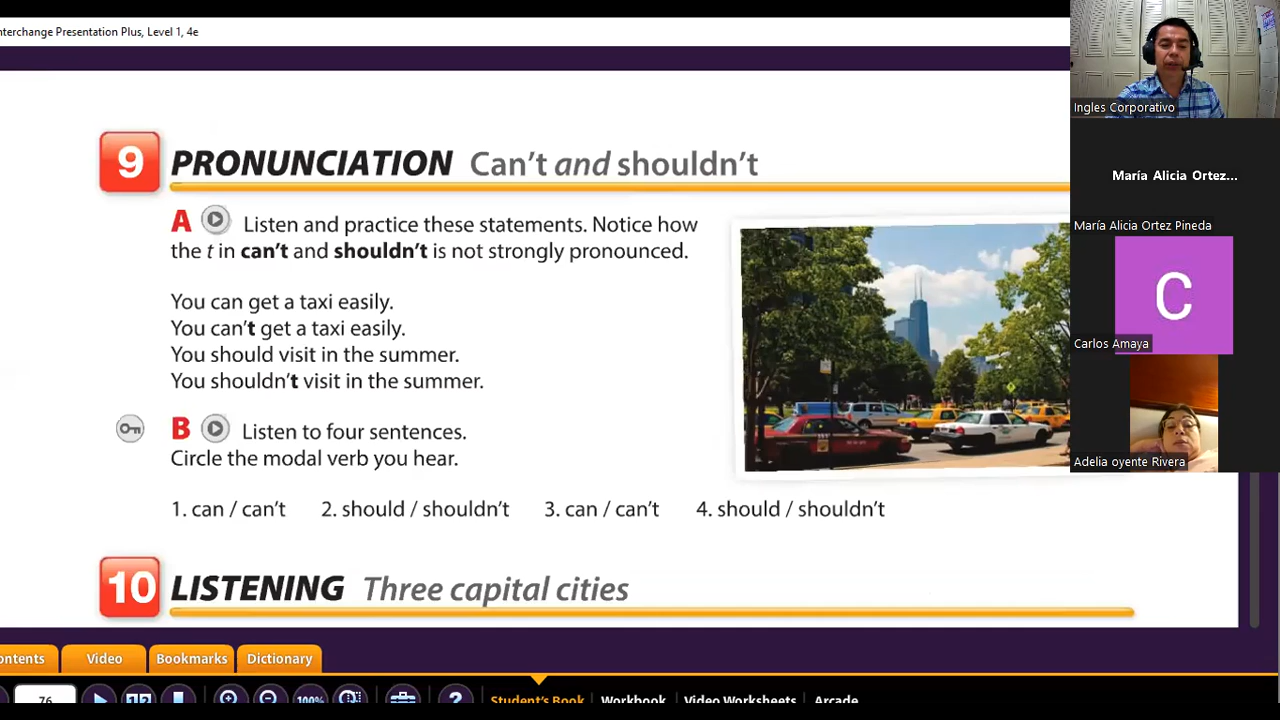 nterchange Presentation Plus, Level 1, 4e
Ingles Corporativo
María Alicia Ortez...
María Alicia Ortez Pineda
C
Carlos Amaya
Adelia oyente Rivera
9 PRONUNCIATION Can't and shouldn't
A Listen and practice these statements. Notice how
the t in can't and shouldn't is not strongly pronounced.
You can get a taxi easily.
You can't get a taxi easily.
You should visit in the summer.
You shouldn't visit in the summer.
B Listen to four sentences.
Circle the modal verb you hear.
1. can / can't 2. should / shouldn't 3. can / can't 4. should / shouldn't
10 LISTENING Three capital cities
ontents Video Bookmarks Dictionary
76 1 2 100% ? Student's Book Workbook Video Worksheets Arcade